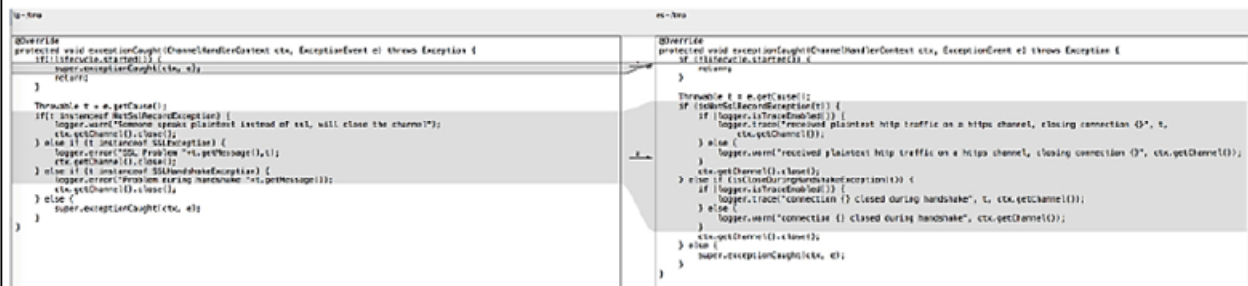 @Override
protected void exceptionCaught(ChannelHandlerContext ctx, ExceptionEvent e) throws Exception {
if(!lifecycle.started()) {
super.exceptionCaught(ctx, e);
return;
}
Throwable t = e.getCause();
if(t instanceof NotSslRecordException) {
logger.warn("Someone speaks plaintext instead of ssl, will close the channel");
ctx.getChannel().close();
} else if (t instanceof SSLException) {
logger.error("SSL Problem "+t.getMessage(),t);
ctx.getChannel().close();
} else if (t instanceof SSLHandshakeException) {
logger.error("Problem during handshake "+t.getMessage());
ctx.getChannel().close();
} else {
super.exceptionCaught(ctx, e);
}
}
@Override
protected void exceptionCaught(ChannelHandlerContext ctx, ExceptionEvent e) throws Exception {
if (!lifecycle.started()) {
return;
}
Throwable t = e.getCause();
if (isNotSslRecordException(t)) {
if (logger.isTraceEnabled()) {
logger.trace("received plaintext http traffic on a https channel, closing connection {}", t,
ctx.getChannel());
} else {
logger.warn("received plaintext http traffic on a https channel, closing connection {}", ctx.getChannel());
}
ctx.getChannel().close();
} else if (isCloseDuringHandshakeException(t)) {
if (logger.isTraceEnabled()) {
logger.trace("connection {} closed during handshake", t, ctx.getChannel());
} else {
logger.warn("connection {} closed during handshake", ctx.getChannel());
}
ctx.getChannel().close();
} else {
super.exceptionCaught(ctx, e);
}
}